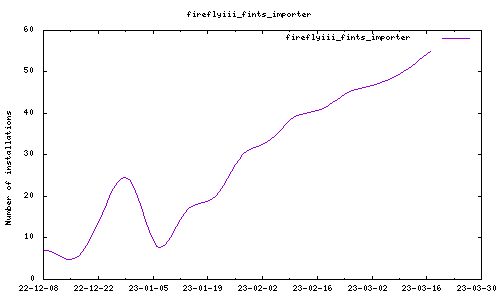 fireflyiii_fints_importer
fireflyiii_fints_importer
Number of installations
60
50
40
30
20
10
0
22-12-08 22-12-22 23-01-05 23-01-19 23-02-02 23-02-16 23-03-02 23-03-16 23-03-30